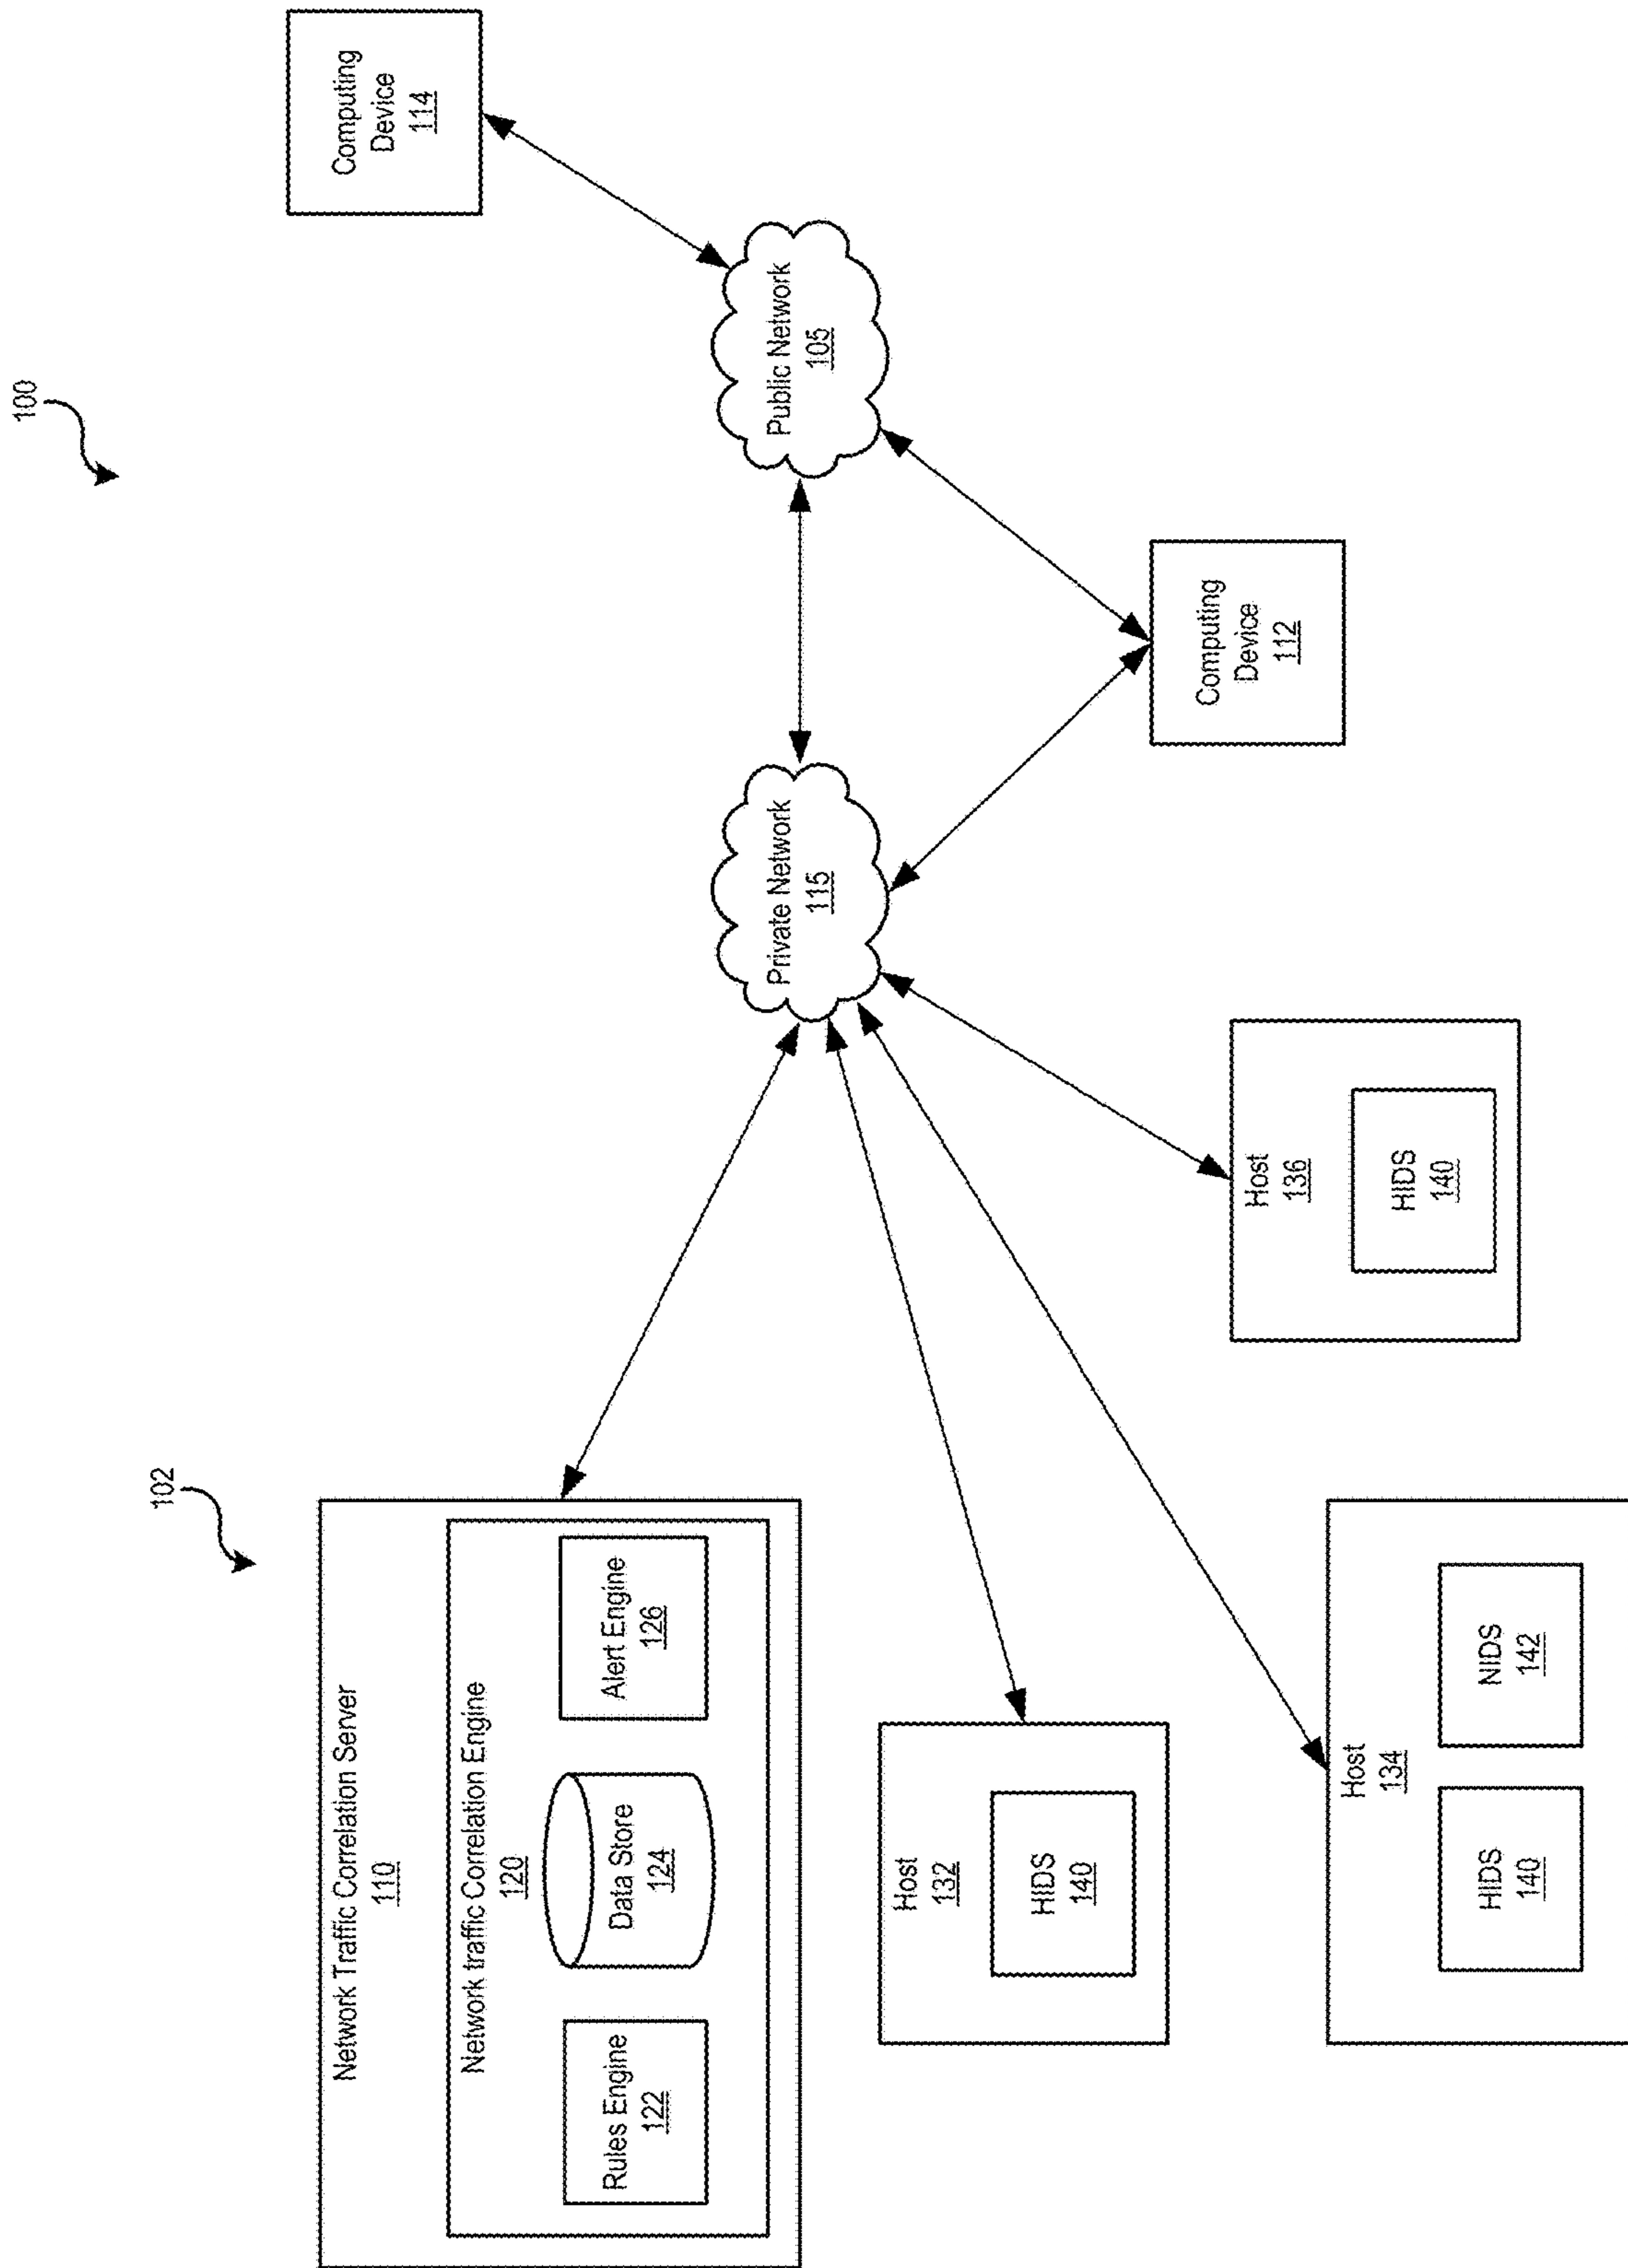 100
102
Network Traffic Correlation Server
110
Network traffic Correlation Engine
120
Rules Engine
122
Data Store
124
Alert Engine
126
Host
132
HIDS
140
Host
134
HIDS
140
NIDS
142
Host
136
HIDS
140
Private Network
115
Public Network
105
Computing
Device
112
Computing
Device
114